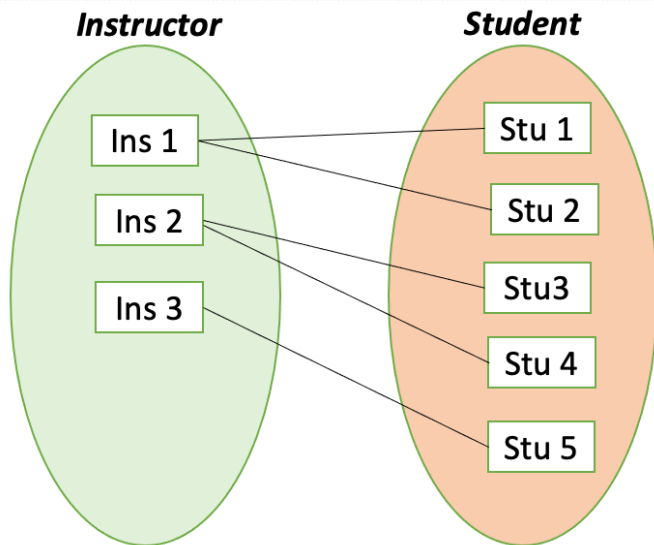 Instructor
Student
Ins 1
Stu 1
Ins 2
Stu 2
Ins 3
Stu3
Stu 4
Stu 5